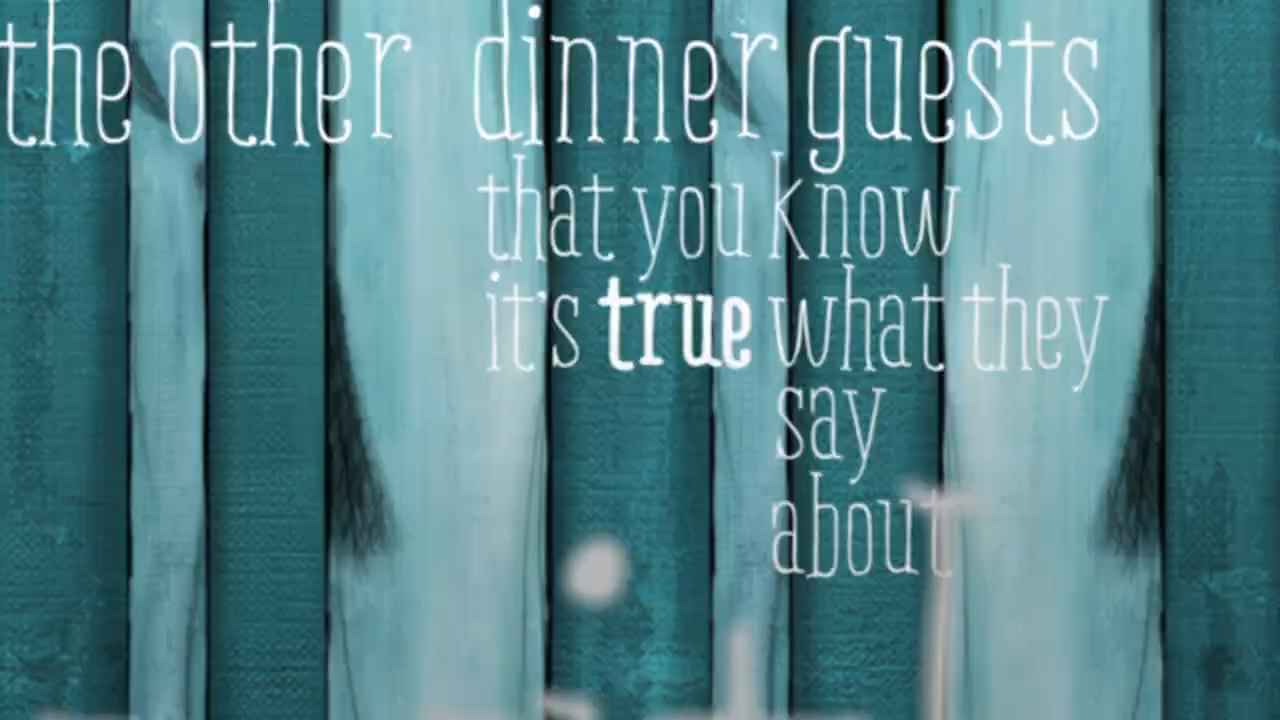 the other dinner guests
that you know
it's true what they
say
about